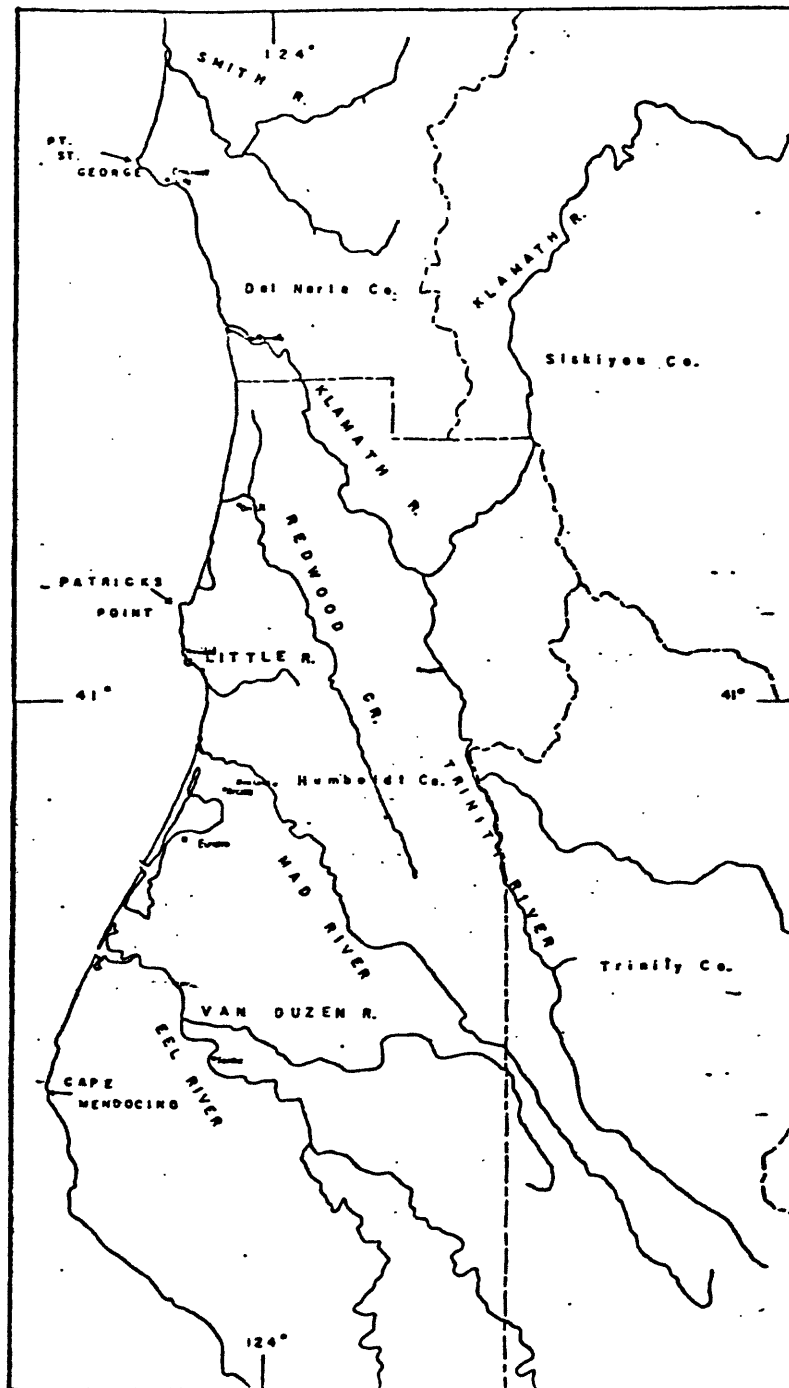 124°
SMITH R.
PT.
ST.
GEORGE
KLAMATH R.
Del Norte Co.
Siskiyou Co.
KLAMATH R.
REDWOOD CR.
PATRICKS
POINT
LITTLE R.
41°
41°
Humboldt Co.
TRINITY RIVER
Eureka
MAD RIVER
Trinity Co.
VAN DUZEN R.
EEL RIVER
CAPE
MENDOCINO
124°